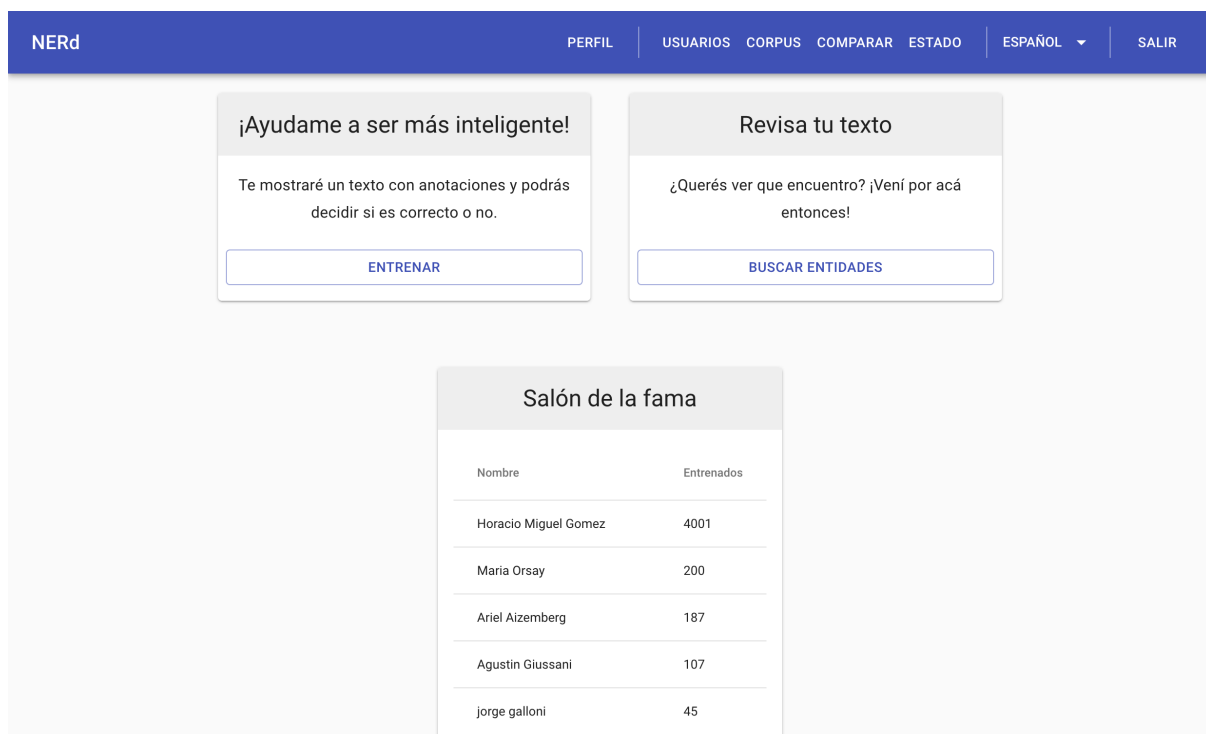 NERd
PERFIL
USUARIOS CORPUS COMPARAR ESTADO
ESPAÑOL
SALIR
¡Ayudame a ser más inteligente!
Te mostraré un texto con anotaciones y podrás
decidir si es correcto o no.
ENTRENAR
Revisa tu texto
¿Querés ver que encuentro? ¡Vení por acá
entonces!
BUSCAR ENTIDADES
Salón de la fama
Nombre Entrenados
Horacio Miguel Gomez 4001
Maria Orsay 200
Ariel Aizemberg 187
Agustin Giussani 107
jorge galloni 45